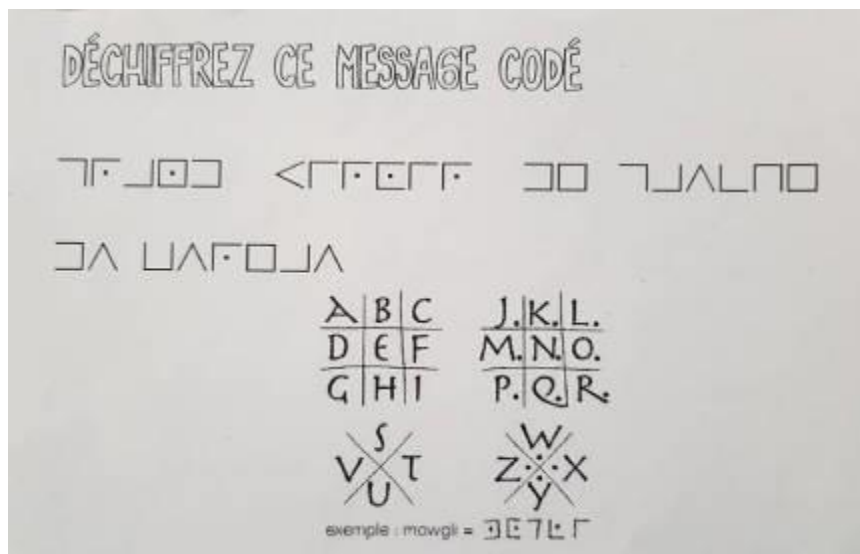 DÉCHIFFREZ CE MESSAGE CODÉ
A B C J. K. L.
D E F M. N. O.
G H I P. Q. R.
S W
V T Z X
U Y
exemple : mowgli =